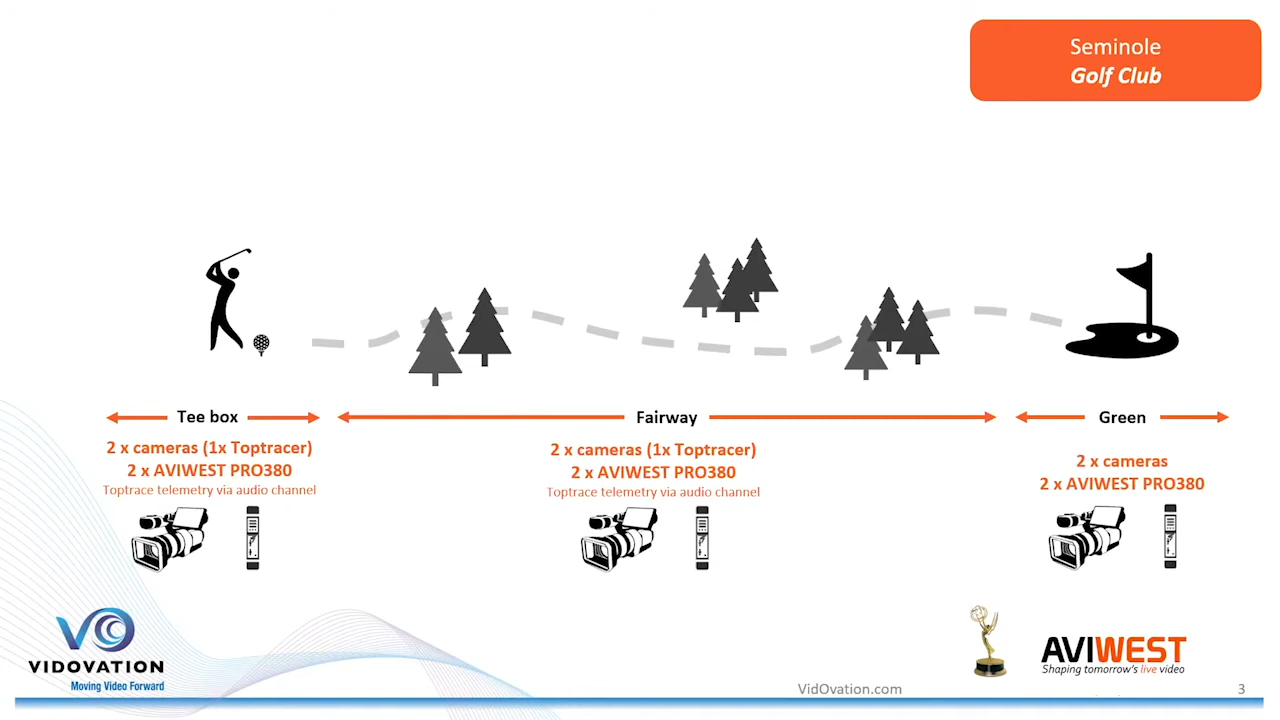 Seminole
Golf Club
Tee box
2 x cameras (1x Toptracer)
2 x AVIWEST PRO380
Toptrace telemetry via audio channel
Fairway
2 x cameras (1x Toptracer)
2 x AVIWEST PRO380
Toptrace telemetry via audio channel
Green
2 x cameras
2 x AVIWEST PRO380
VO
VIDOVATION
Moving Video Forward
AVIWEST
Shaping tomorrow's live video
VidOvation.com
3